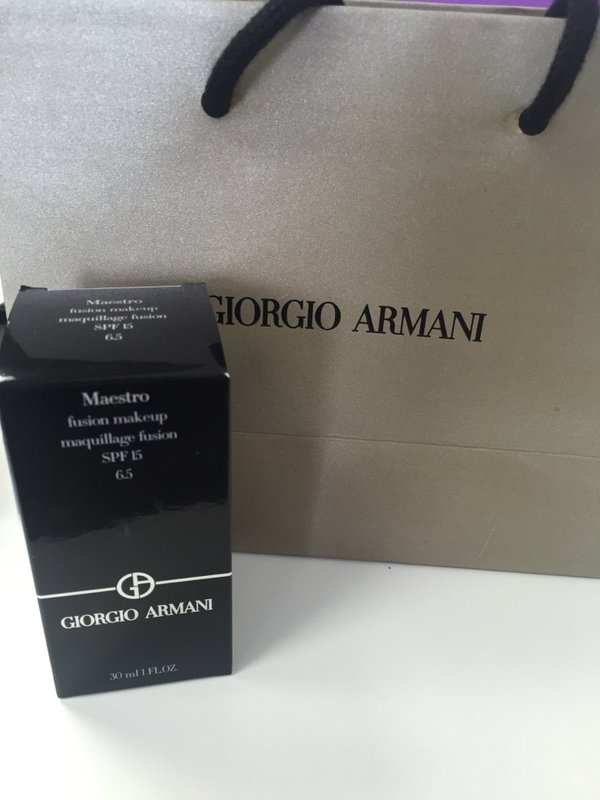 GIORGIO ARMANI
Maestro
fusion makeup
maquillage fusion
SPF 15
6.5
Maestro
fusion makeup
maquillage fusion
SPF 15
6.5
GA
GIORGIO ARMANI
30 ml 1 FL.OZ.